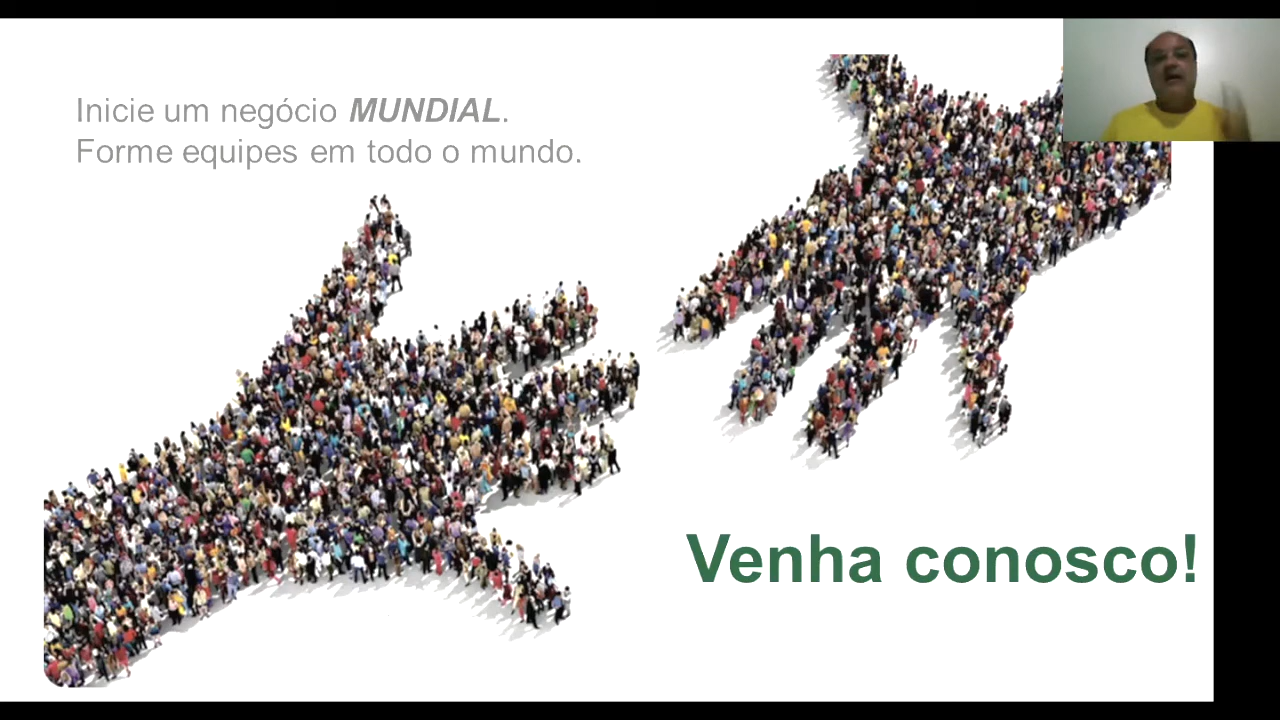 Inicie um negócio MUNDIAL.
Forme equipes em todo o mundo.
Venha conosco!